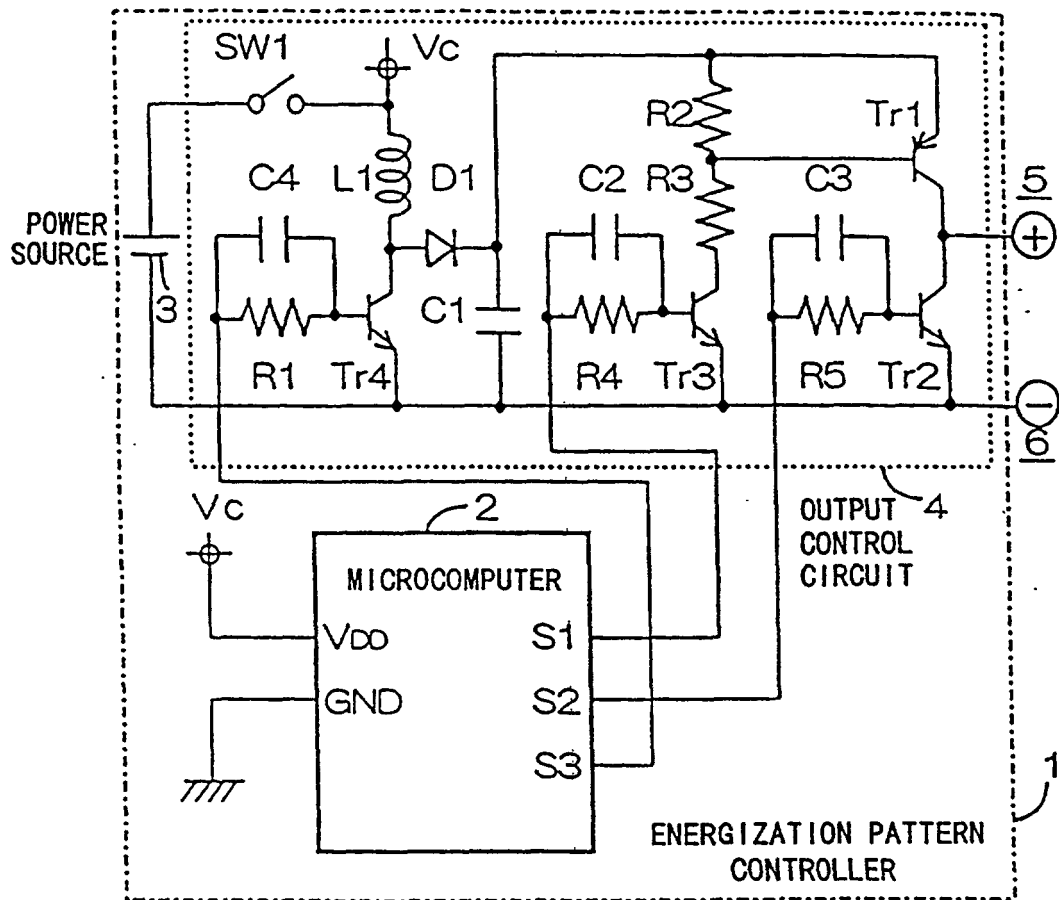 SW1
Vc
R2
Tr1
C4
L1
D1
C2
R3
C3
5
POWER
SOURCE
+
3
C1
R1
Tr4
R4
Tr3
R5
Tr2
−
6
Vc
2
OUTPUT
CONTROL
CIRCUIT
4
MICROCOMPUTER
VDD
S1
GND
S2
S3
1
ENERGIZATION PATTERN
CONTROLLER